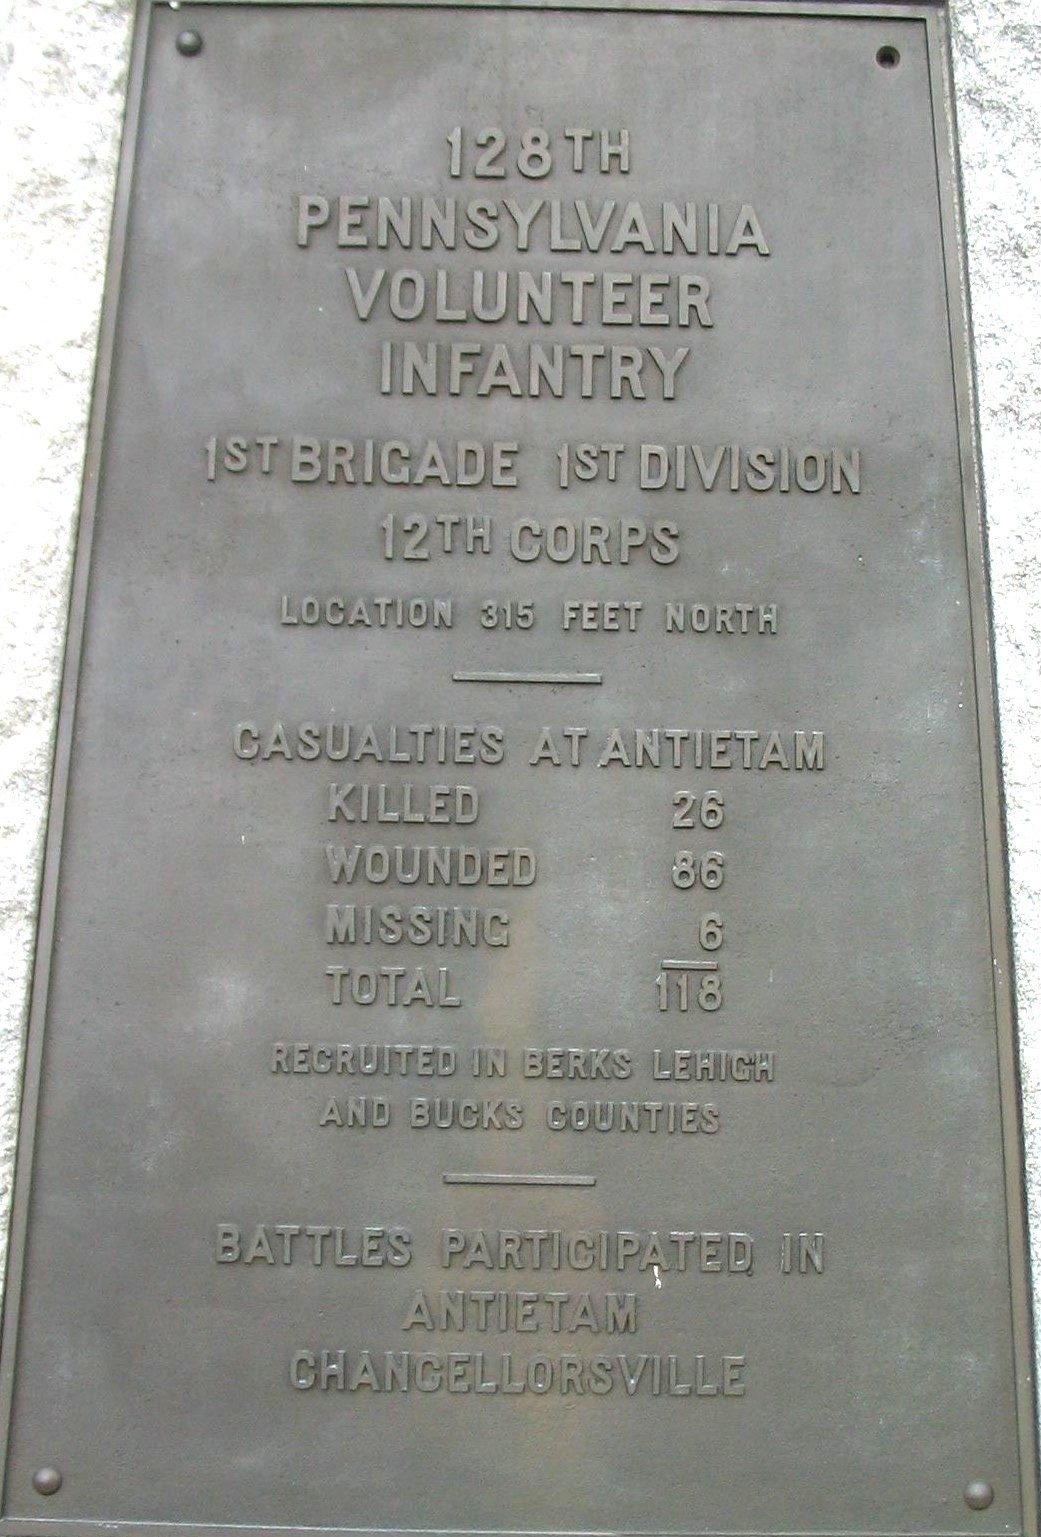 128TH
PENNSYLVANIA
VOLUNTEER
INFANTRY
1ST BRIGADE 1ST DIVISION
12TH CORPS
LOCATION 315 FEET NORTH
CASUALTIES AT ANTIETAM
KILLED 26
WOUNDED 86
MISSING 6
TOTAL 118
RECRUITED IN BERKS LEHIGH
AND BUCKS COUNTIES
BATTLES PARTICIPATED IN
ANTIETAM
CHANCELLORSVILLE